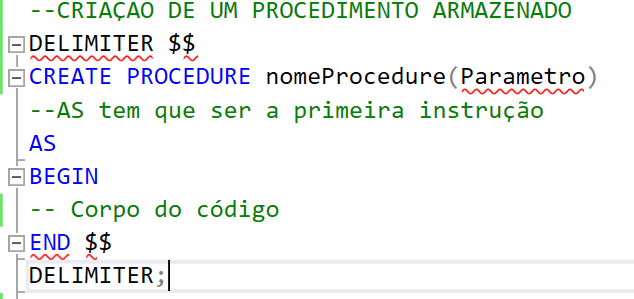 --CRIAÇAO DE UM PROCEDIMENTO ARMAZENADO
DELIMITER $$
CREATE PROCEDURE nomeProcedure(Parametro)
--AS tem que ser a primeira instrução
AS
BEGIN
-- Corpo do código
END $$
DELIMITER;